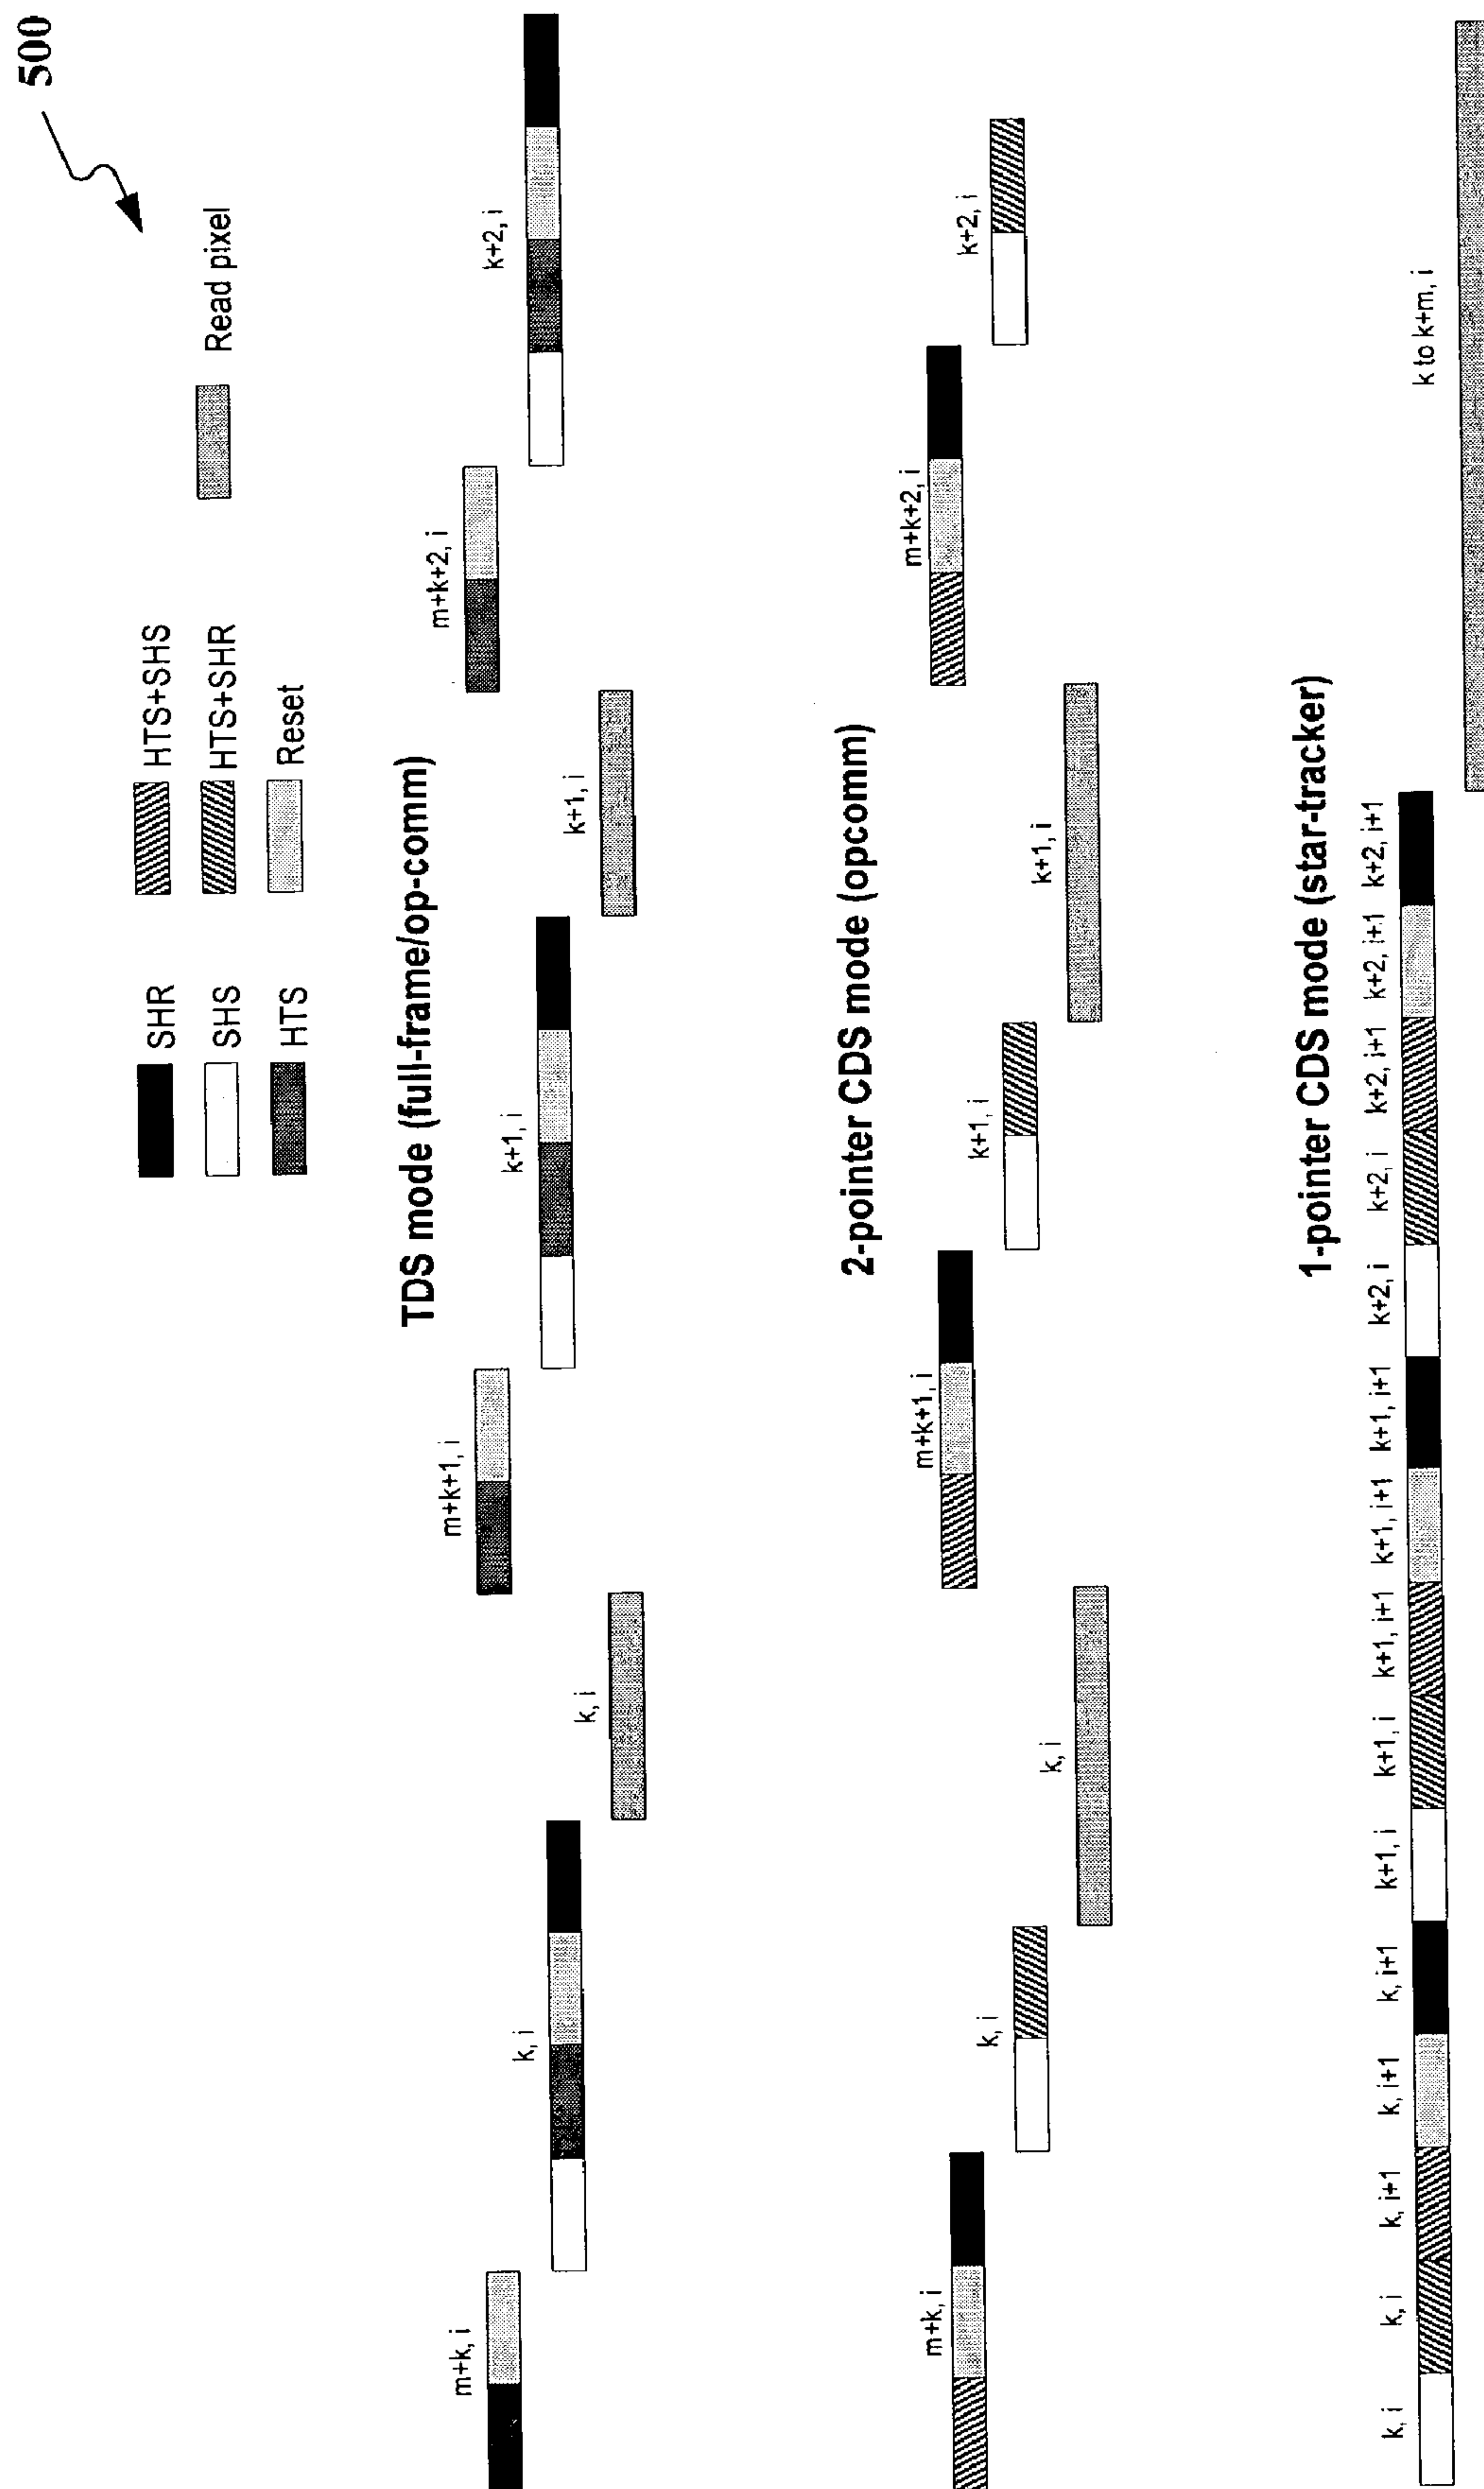 500
SHR HTS+SHS
SHS HTS+SHR Read pixel
HTS Reset
TDS mode (full-frame/op-comm)
m+k, i m+k+1, i m+k+2, i
k, i k+1, i k+2, i
k, i k+1, i
2-pointer CDS mode (opcomm)
m+k, i m+k+1, i m+k+2, i
k, i k+1, i k+2, i
k, i k+1, i
1-pointer CDS mode (star-tracker)
k, i k, i k, i+1 k, i+1 k, i+1 k+1, i k+1, i k+1, i+1 k+1, i+1 k+1, i+1 k+2, i k+2, i k+2, i+1 k+2, i+1 k+2, i+1
k to k+m, i